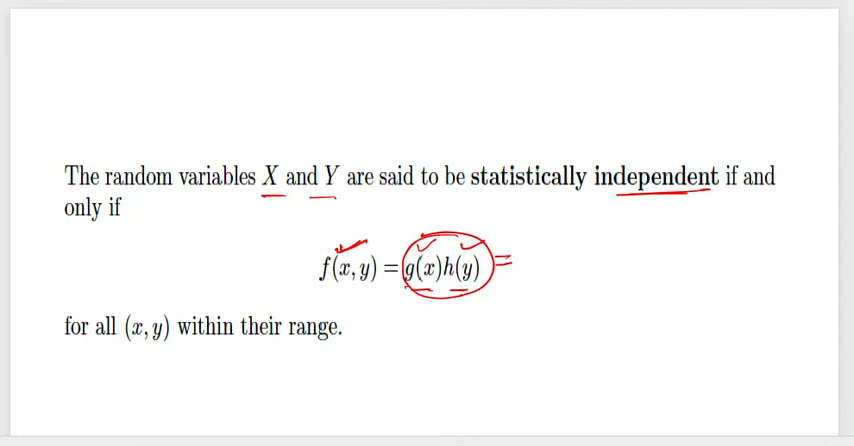 The random variables X and Y are said to be statistically independent if and
only if
f(x, y) = g(x)h(y) =
for all (x, y) within their range.